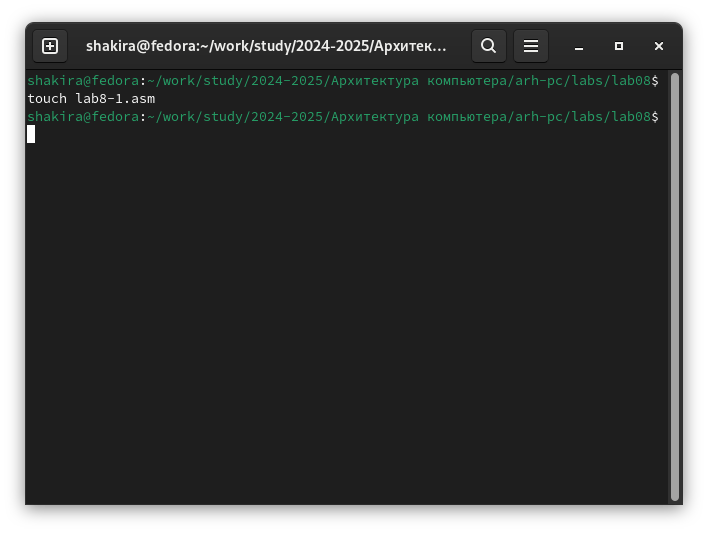 shakira@fedora:~/work/study/2024-2025/Архитек...
shakira@fedora:~/work/study/2024-2025/Архитектура компьютера/arh-pc/labs/lab08$
touch lab8-1.asm
shakira@fedora:~/work/study/2024-2025/Архитектура компьютера/arh-pc/labs/lab08$